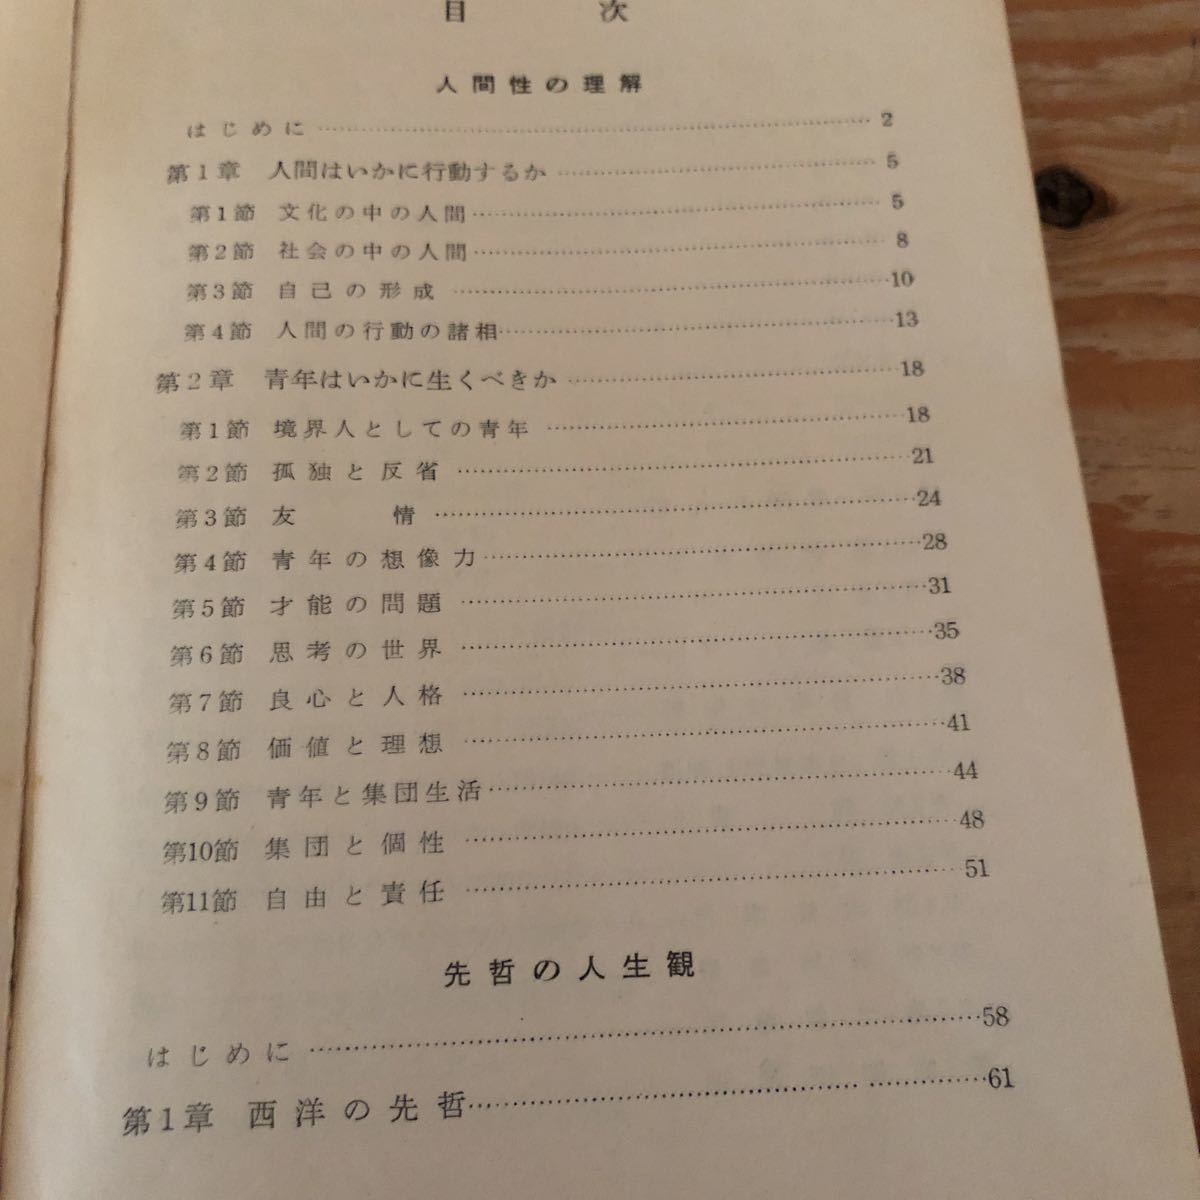 目次
人間性の理解
はじめに……2
第1章 人間はいかに行動するか……5
第1節 文化の中の人間……5
第2節 社会の中の人間……8
第3節 自己の形成……10
第4節 人間の行動の諸相……13
第2章 青年はいかに生くべきか……18
第1節 境界人としての青年……18
第2節 孤独と反省……21
第3節 友情……24
第4節 青年の想像力……28
第5節 才能の問題……31
第6節 思考の世界……35
第7節 良心と人格……38
第8節 価値と理想……41
第9節 青年と集団生活……44
第10節 集団と個性……48
第11節 自由と責任……51
先哲の人生観
はじめに……58
第1章 西洋の先哲……61